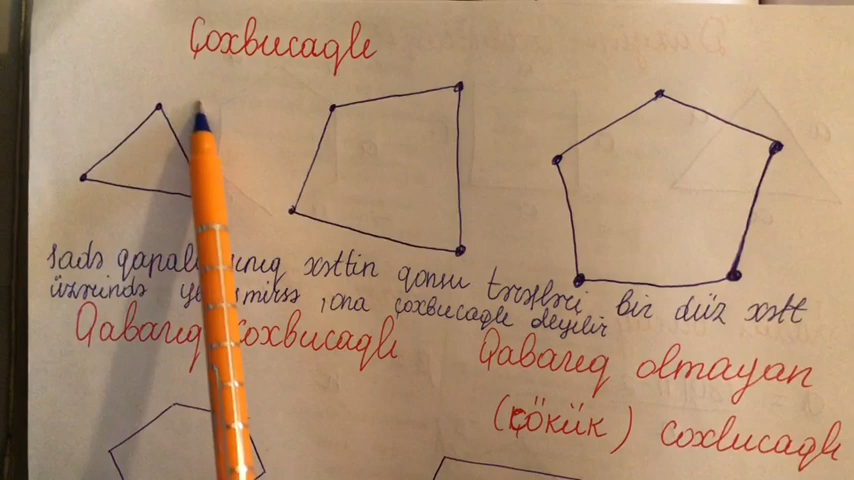 Çoxbucaqlı
sadə qapalı qırıq xəttin qonşu tərəfləri bir düz xətt
üzərində yerləşmirsə, ona çoxbucaqlı deyilir
Qabarıq çoxbucaqlı
Qabarıq olmayan
(çökük) çoxbucaqlı